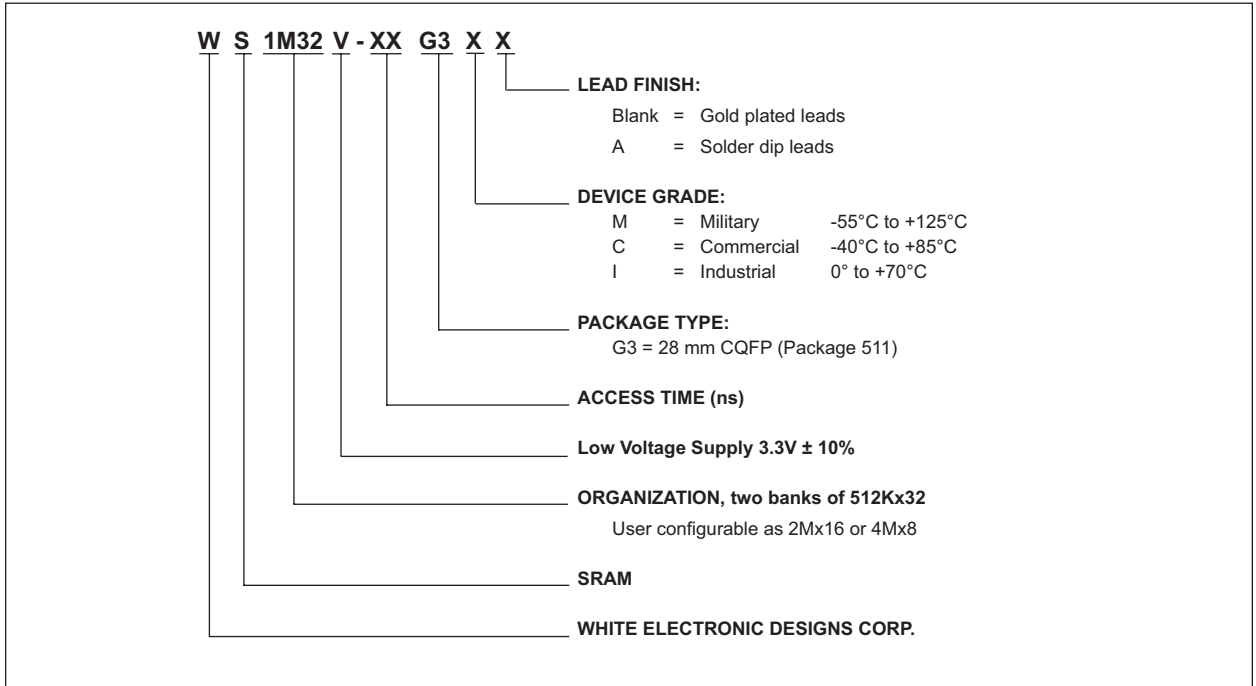 W S 1M32 V - XX G3 X X
LEAD FINISH:
Blank = Gold plated leads
A = Solder dip leads
DEVICE GRADE:
M = Military -55°C to +125°C
C = Commercial -40°C to +85°C
I = Industrial 0° to +70°C
PACKAGE TYPE:
G3 = 28 mm CQFP (Package 511)
ACCESS TIME (ns)
Low Voltage Supply 3.3V ± 10%
ORGANIZATION, two banks of 512Kx32
User configurable as 2Mx16 or 4Mx8
SRAM
WHITE ELECTRONIC DESIGNS CORP.